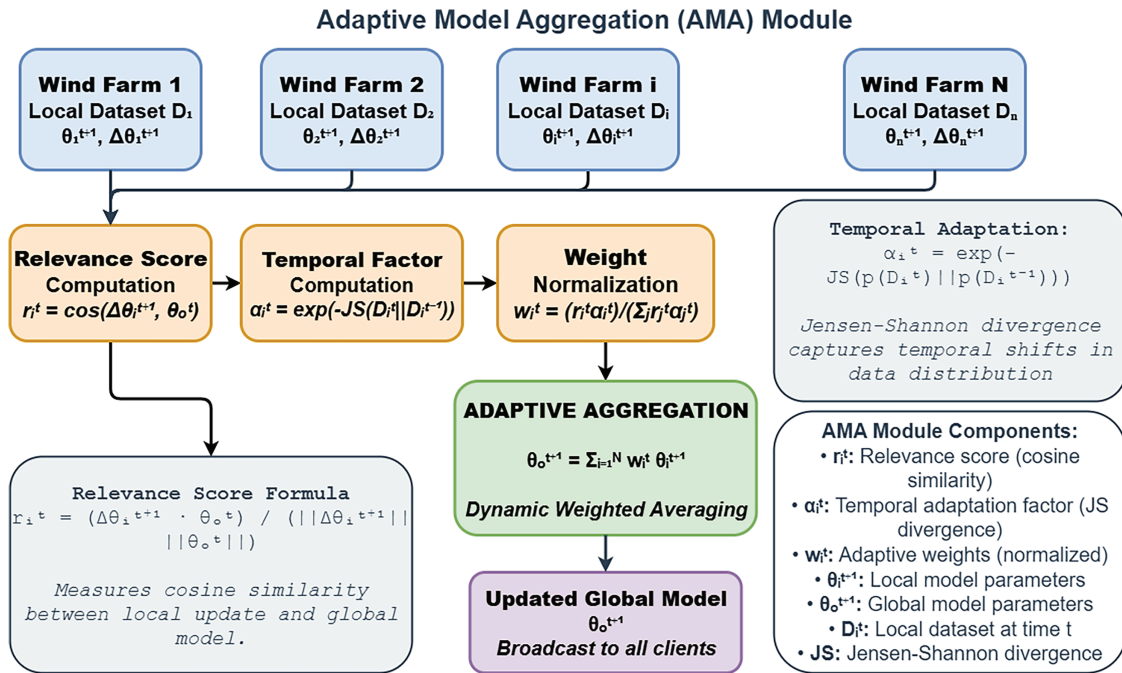 Adaptive Model Aggregation (AMA) Module
Wind Farm 1
Local Dataset D₁
θ₁ᵗ⁺¹, Δθ₁ᵗ⁺¹
Wind Farm 2
Local Dataset D₂
θ₂ᵗ⁺¹, Δθ₂ᵗ⁺¹
Wind Farm i
Local Dataset Dᵢ
θᵢᵗ⁺¹, Δθᵢᵗ⁺¹
Wind Farm N
Local Dataset Dₙ
θₙᵗ⁺¹, Δθₙᵗ⁺¹
Relevance Score
Computation
rᵢᵗ = cos(Δθᵢᵗ⁺¹, θ₀ᵗ)
Temporal Factor
Computation
αᵢᵗ = exp(-JS(Dᵢᵗ||Dᵢᵗ⁻¹))
Weight
Normalization
wᵢᵗ = (rᵢᵗαᵢᵗ)/(Σⱼrⱼᵗαⱼᵗ)
Temporal Adaptation:
αᵢᵗ = exp(-
JS(p(Dᵢᵗ)||p(Dᵢᵗ⁻¹)))
Jensen-Shannon divergence
captures temporal shifts in
data distribution
ADAPTIVE AGGREGATION
θ₀ᵗ⁺¹ = Σᵢ₌₁ᴺ wᵢᵗ θᵢᵗ⁺¹
Dynamic Weighted Averaging
Relevance Score Formula
rᵢᵗ = (Δθᵢᵗ⁺¹ · θ₀ᵗ) / (||Δθᵢᵗ⁺¹||
||θ₀ᵗ||)
Measures cosine similarity
between local update and global
model.
Updated Global Model
θ₀ᵗ⁺¹
Broadcast to all clients
AMA Module Components:
• rᵢᵗ: Relevance score (cosine
similarity)
• αᵢᵗ: Temporal adaptation factor (JS
divergence)
• wᵢᵗ: Adaptive weights (normalized)
• θᵢᵗ⁺¹: Local model parameters
• θ₀ᵗ⁺¹: Global model parameters
• Dᵢᵗ: Local dataset at time t
• JS: Jensen-Shannon divergence